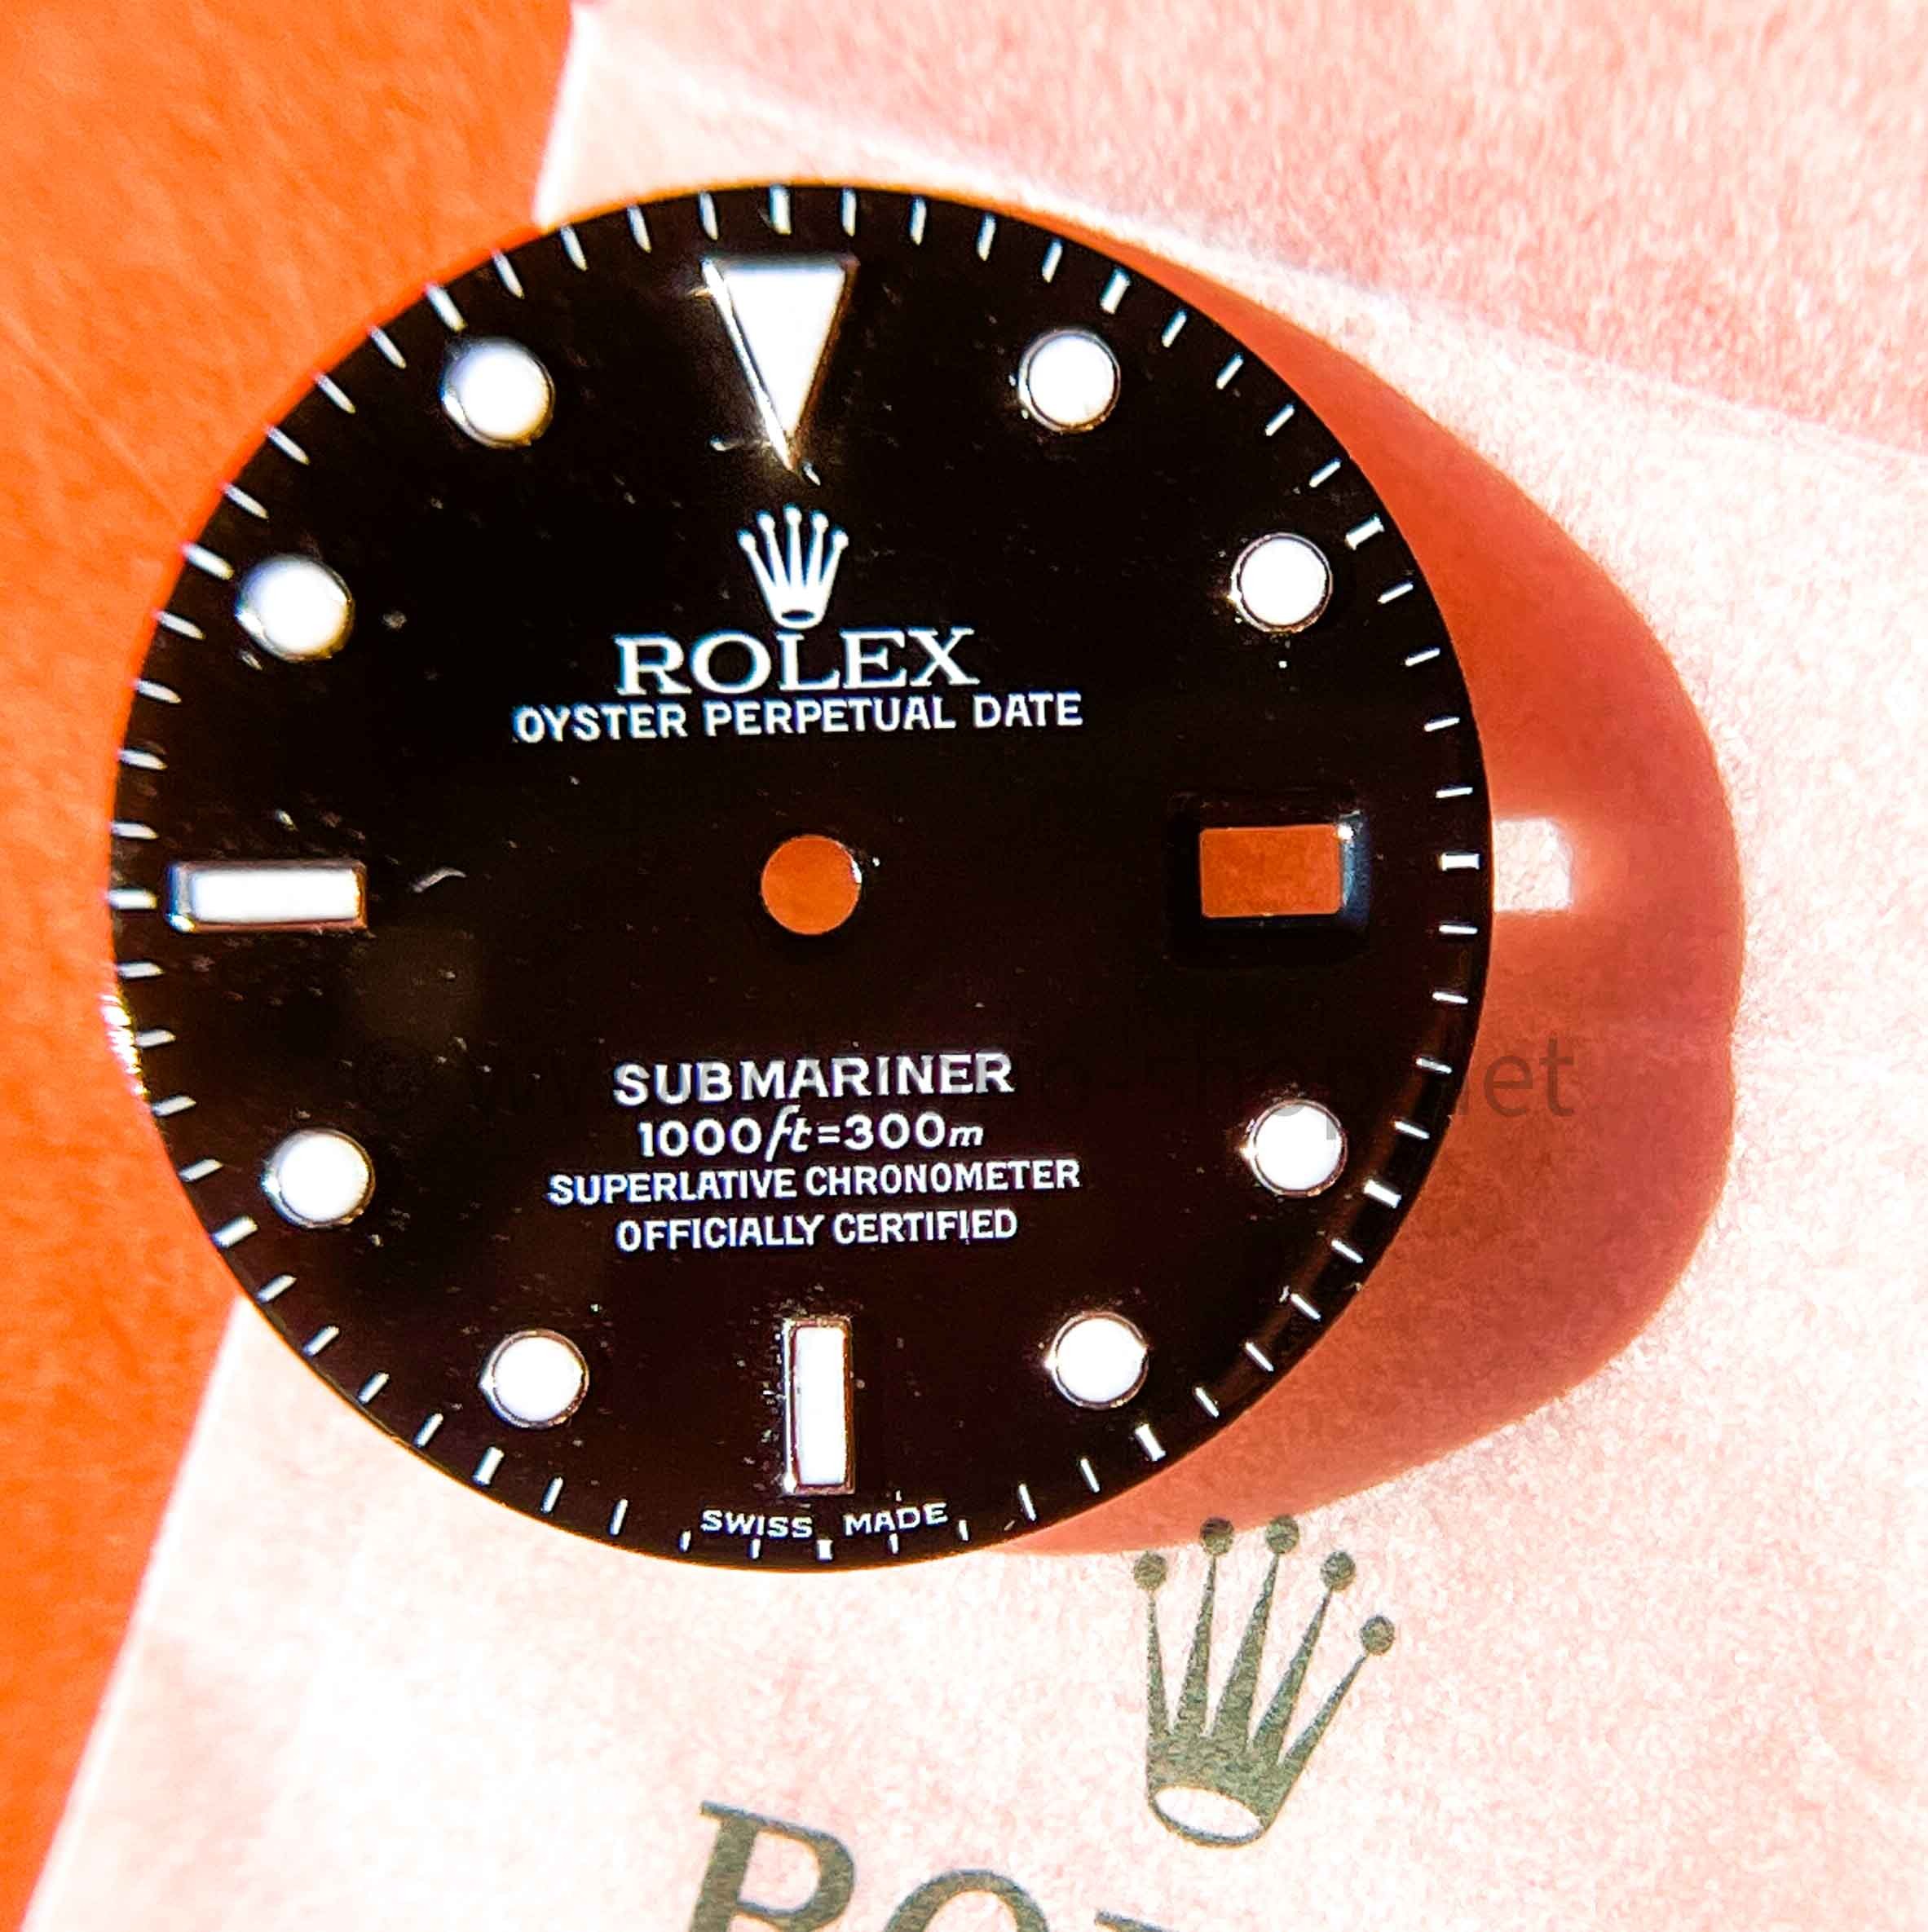 ROLEX
OYSTER PERPETUAL DATE
SUBMARINER
1000ft=300m
SUPERLATIVE CHRONOMETER
OFFICIALLY CERTIFIED
SWISS MADE